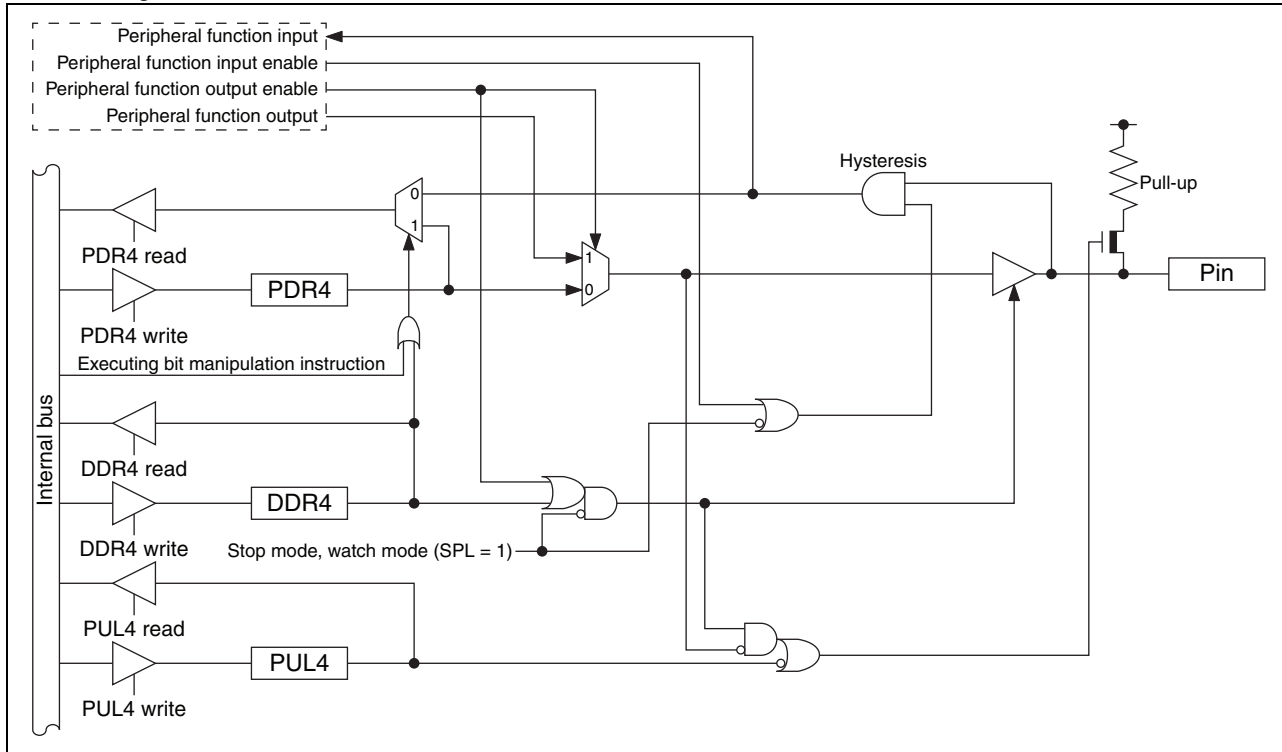 Peripheral function input
Peripheral function input enable
Peripheral function output enable
Peripheral function output
Hysteresis
Pull-up
0
1
PDR4 read
1
0
PDR4
Pin
PDR4 write
Executing bit manipulation instruction
Internal bus
DDR4 read
DDR4
DDR4 write
Stop mode, watch mode (SPL = 1)
PUL4 read
PUL4
PUL4 write